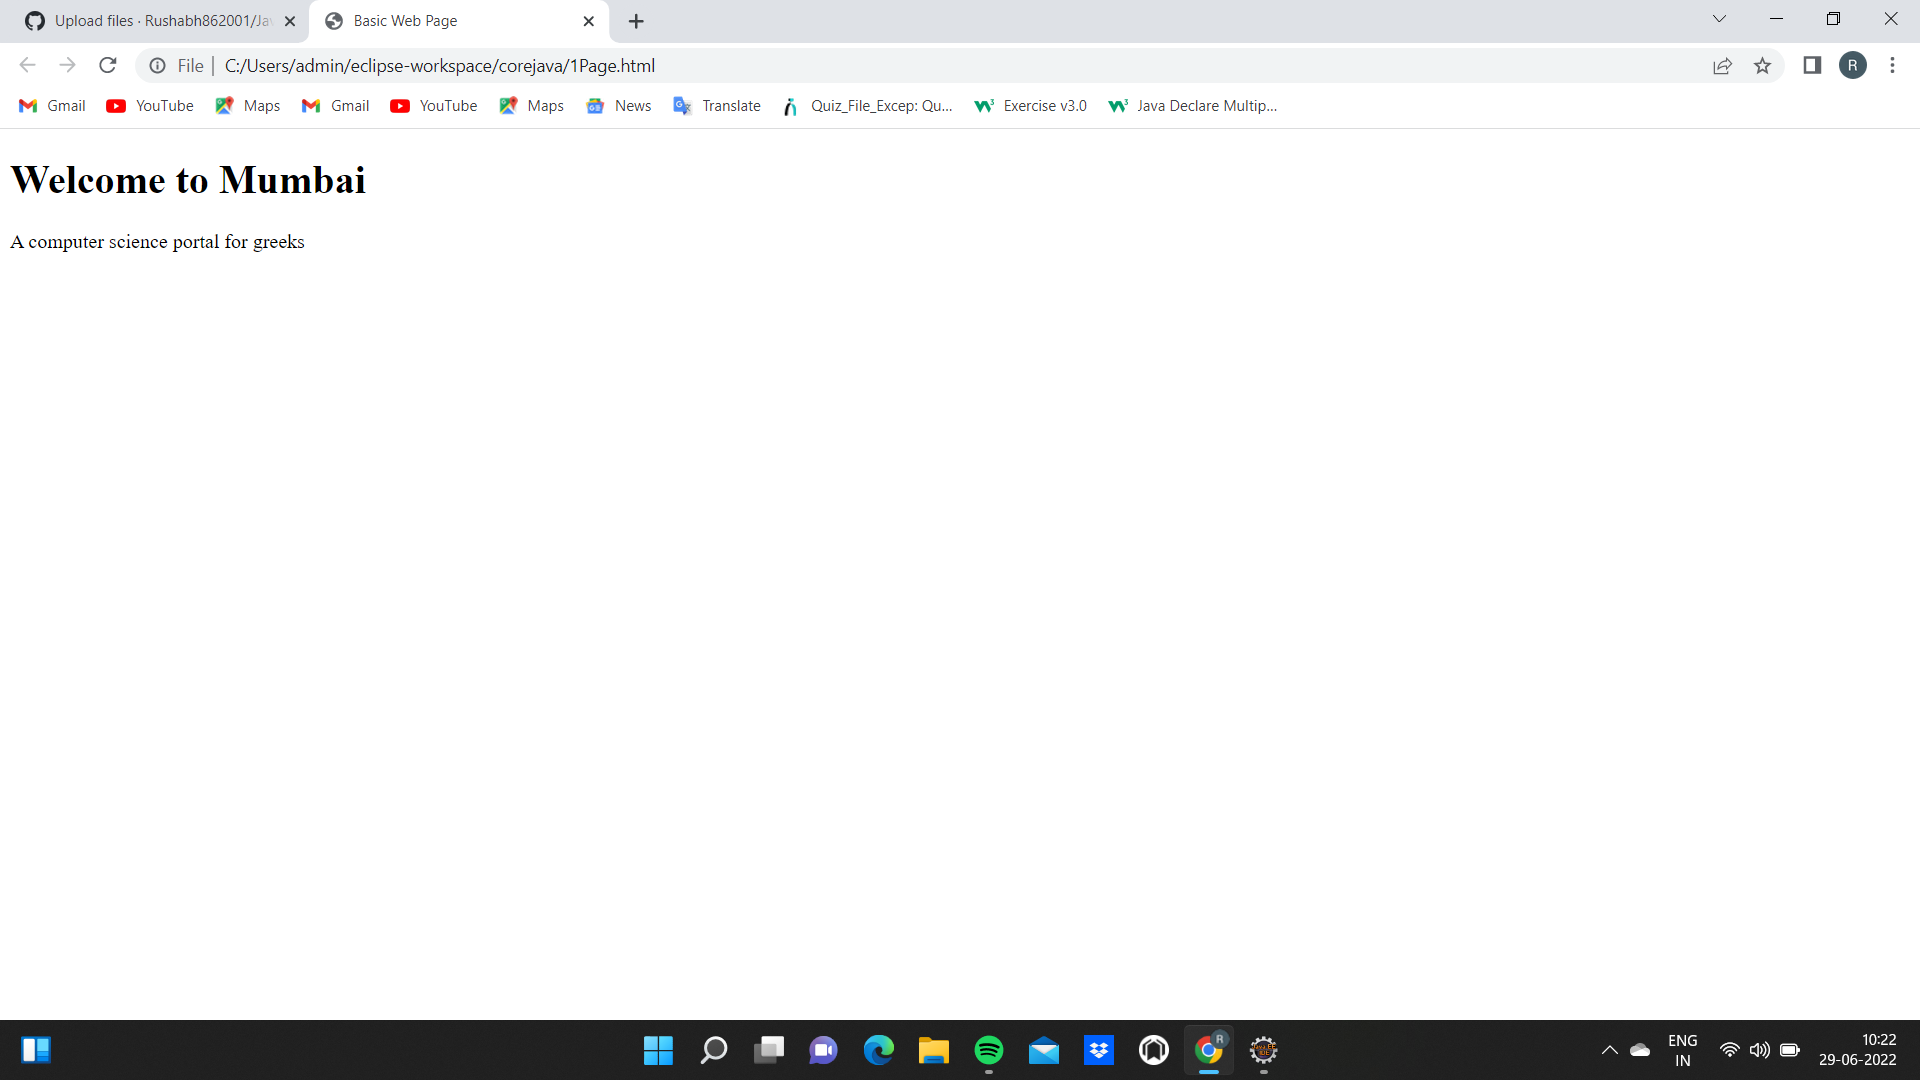 Upload files · Rushabh862001/Ja
Basic Web Page
File | C:/Users/admin/eclipse-workspace/corejava/1Page.html
R
Gmail YouTube Maps Gmail YouTube Maps News Translate Quiz_File_Excep: Qu... Exercise v3.0 Java Declare Multip...
Welcome to Mumbai
A computer science portal for greeks
R
ENG
IN
10:22
29-06-2022